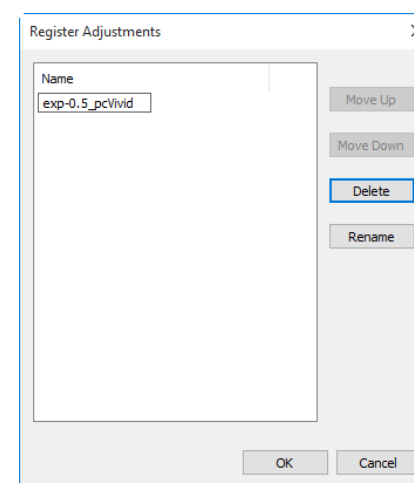 Register Adjustments
Name
exp-0.5_pcVivid
Move Up
Move Down
Delete
Rename
OK
Cancel